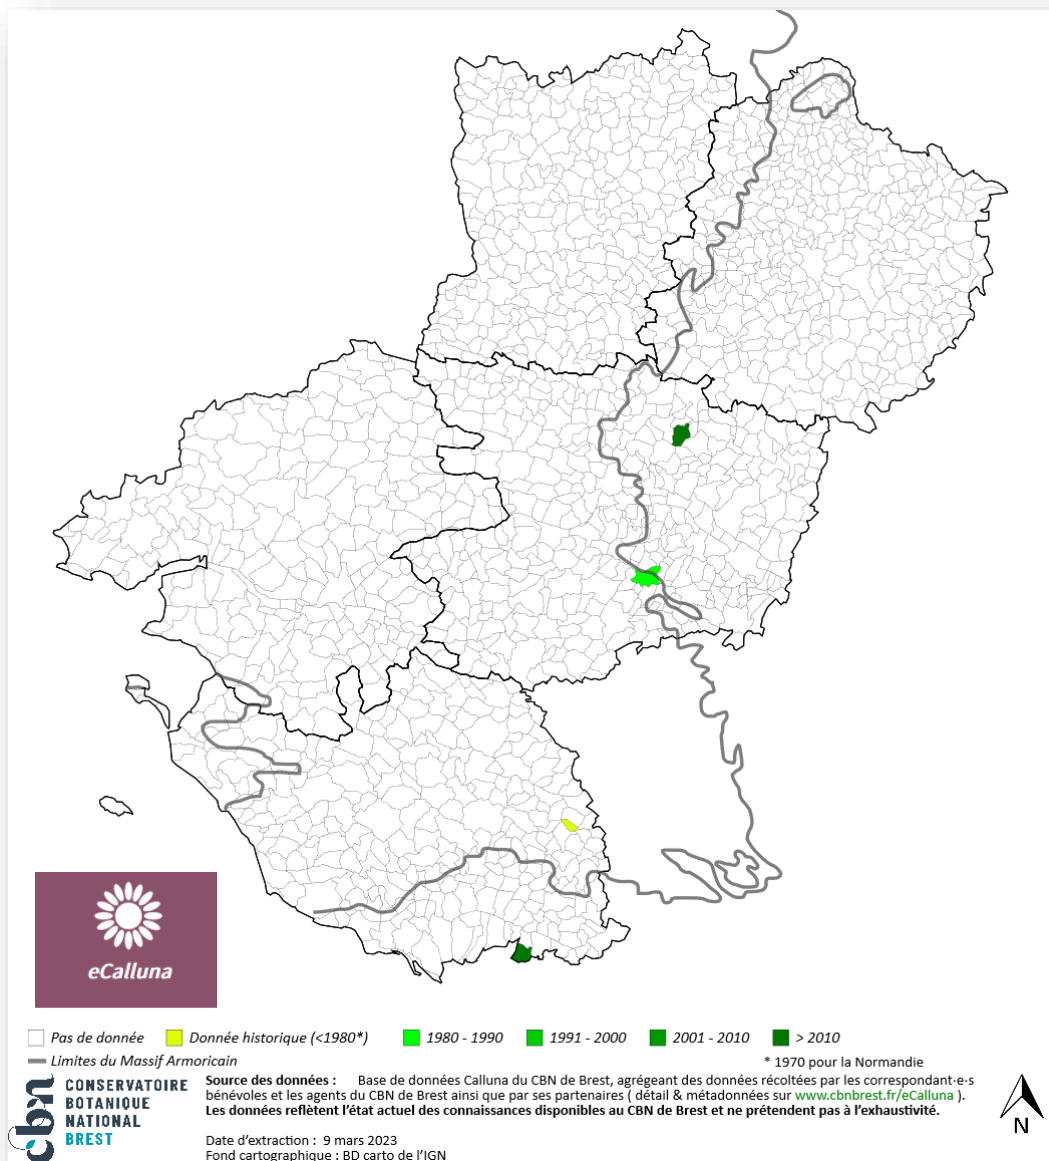 eCalluna
Pas de donnée
Donnée historique (<1980*)
1980 - 1990
1991 - 2000
2001 - 2010
> 2010
Limites du Massif Armoricain
* 1970 pour la Normandie
cbn
CONSERVATOIRE
BOTANIQUE
NATIONAL
BREST
Source des données : Base de données Calluna du CBN de Brest, agrégeant des données récoltées par les correspondant·e·s
bénévoles et les agents du CBN de Brest ainsi que par ses partenaires ( détail & métadonnées sur www.cbnbrest.fr/eCalluna ).
Les données reflètent l'état actuel des connaissances disponibles au CBN de Brest et ne prétendent pas à l'exhaustivité.
Date d'extraction : 9 mars 2023
Fond cartographique : BD carto de l'IGN
N